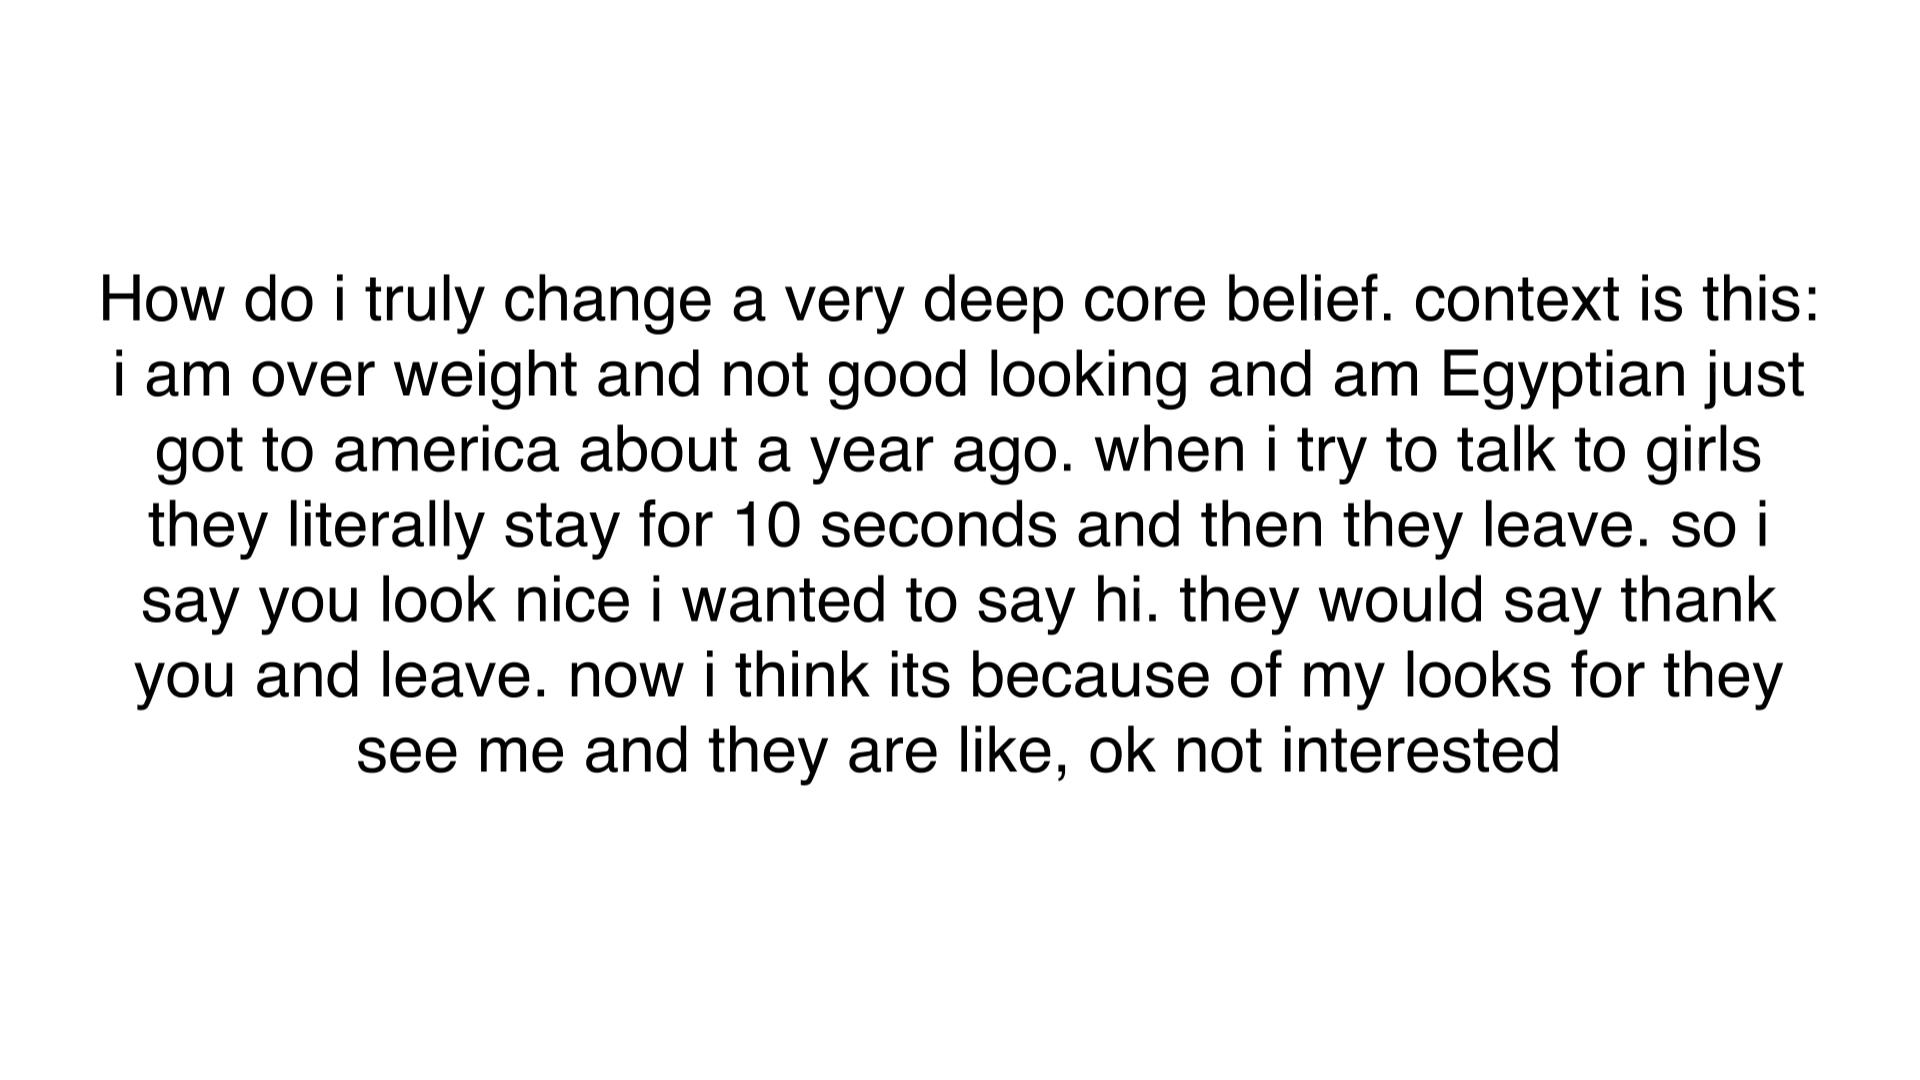 How do i truly change a very deep core belief. context is this:
i am over weight and not good looking and am Egyptian just
got to america about a year ago. when i try to talk to girls
they literally stay for 10 seconds and then they leave. so i
say you look nice i wanted to say hi. they would say thank
you and leave. now i think its because of my looks for they
see me and they are like, ok not interested